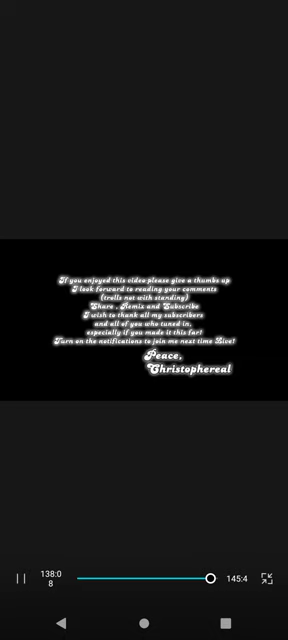 If you enjoyed this video please give a thumbs up
I look forward to reading your comments
(trolls not with standing)
Share , Remix and Subscribe
I wish to thank all my subscribers
and all of you who tuned in,
especially if you made it this far!
Turn on the notifications to join me next time Live!
Peace,
Christophereal
138:0
8
145:4